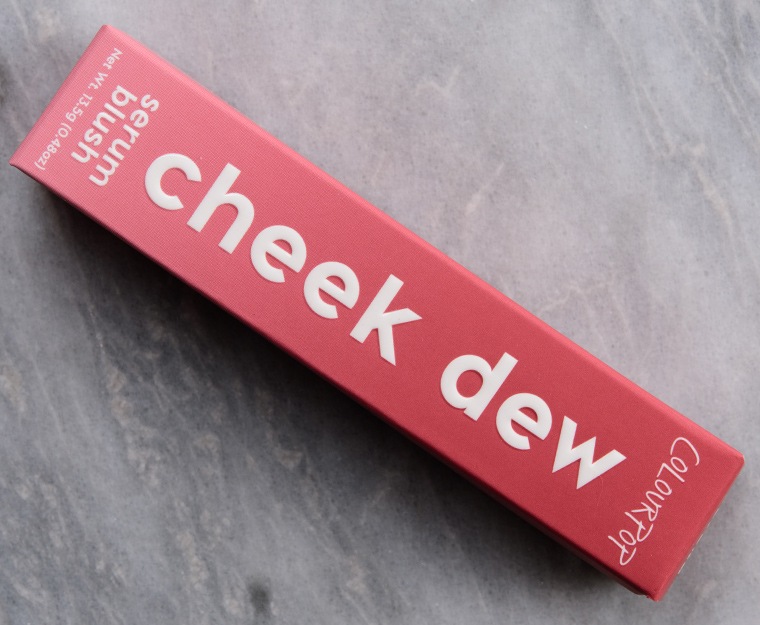 cheek dew
serum
blush
Net Wt. 13.5g (0.48oz)
COLOURPOP